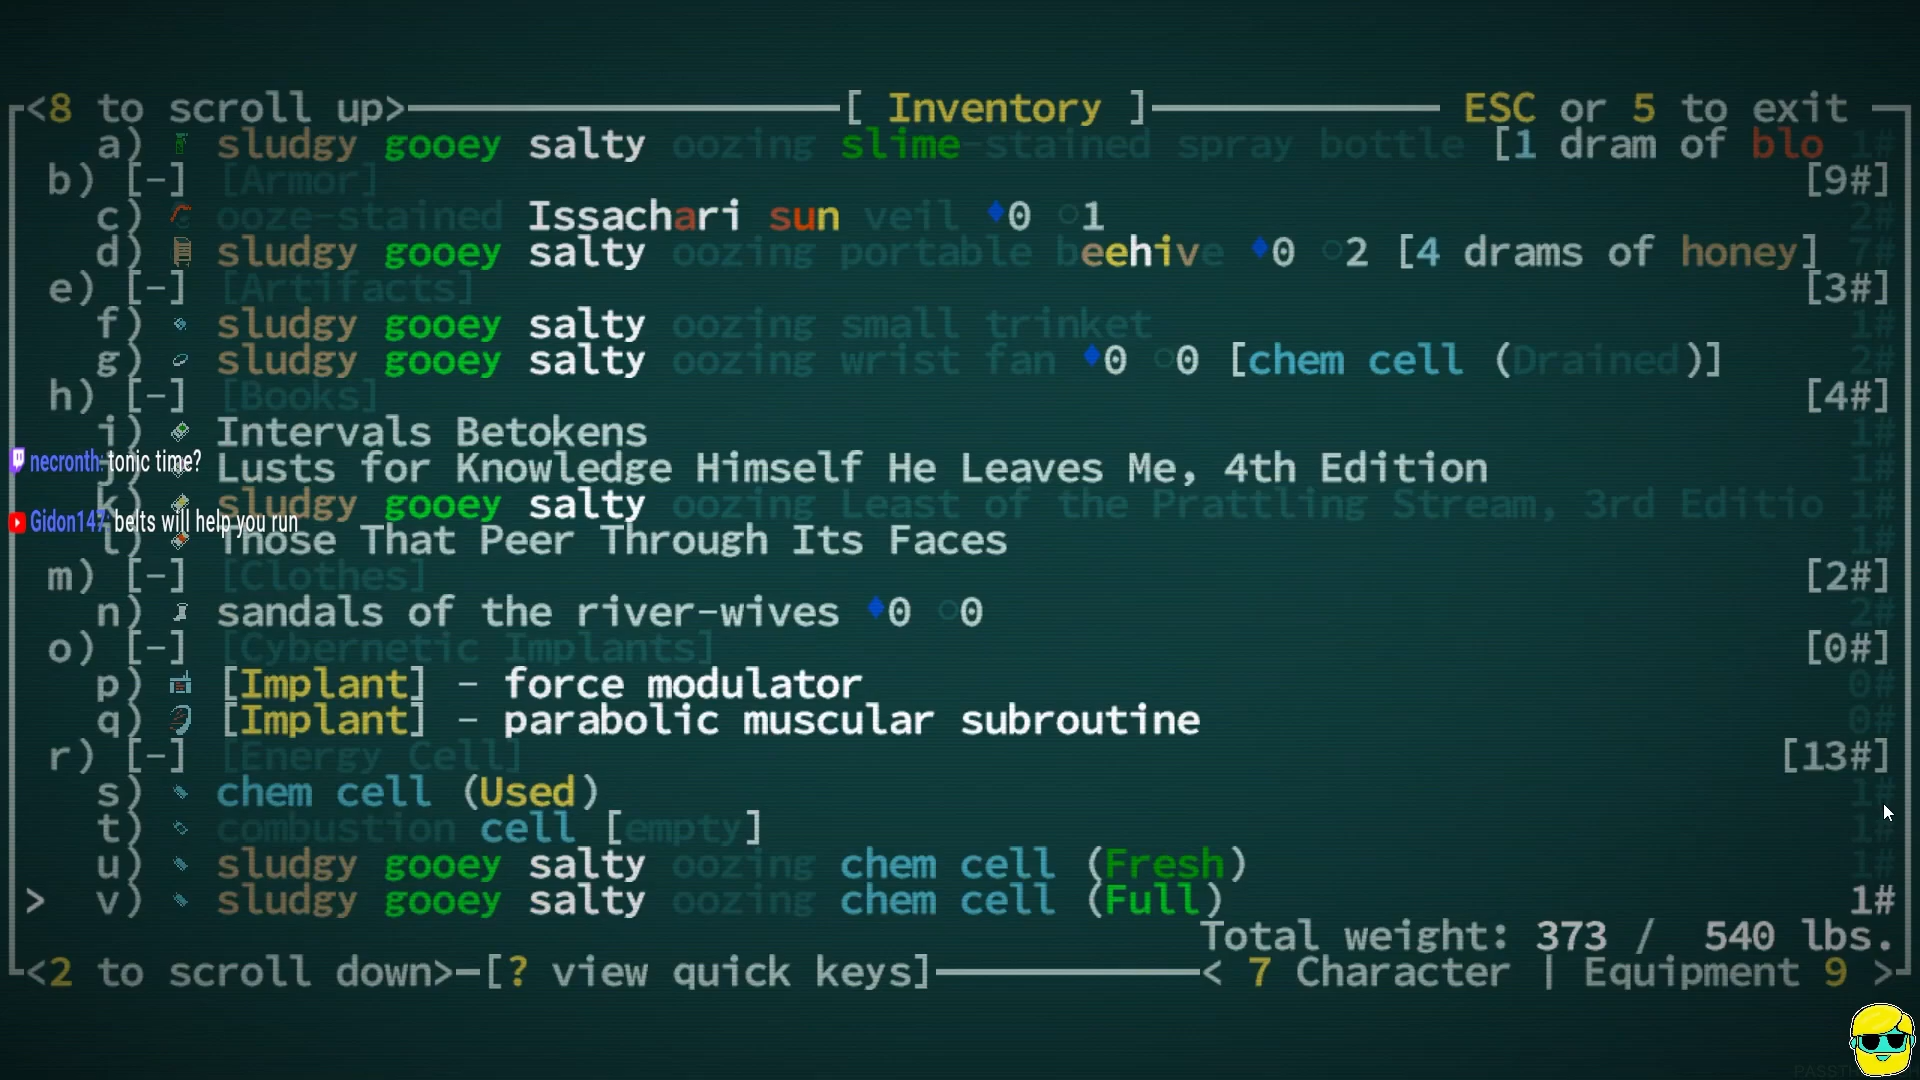 <8 to scroll up> [ Inventory ] ESC or 5 to exit
a) sludgy gooey salty oozing slime-stained spray bottle [1 dram of blo 1#
b) [-] [Armor] [9#]
c) ooze-stained Issachari sun veil ♦0 ○1 2#
d) sludgy gooey salty oozing portable beehive ♦0 ○2 [4 drams of honey] 7#
e) [-] [Artifacts] [3#]
f) sludgy gooey salty oozing small trinket 1#
g) sludgy gooey salty oozing wrist fan ♦0 ○0 [chem cell (Drained)] 2#
h) [-] [Books] [4#]
i) Intervals Betokens 1#
necronth: tonic time?
j) Lusts for Knowledge Himself He Leaves Me, 4th Edition 1#
k) sludgy gooey salty oozing Least of the Prattling Stream, 3rd Editio 1#
Gidon147: belts will help you run
l) Those That Peer Through Its Faces 1#
m) [-] [Clothes] [2#]
n) sandals of the river-wives ♦0 ○0 2#
o) [-] [Cybernetic Implants] [0#]
p) [Implant] - force modulator 0#
q) [Implant] - parabolic muscular subroutine 0#
r) [-] [Energy Cell] [13#]
s) chem cell (Used) 1#
t) combustion cell [empty] 1#
u) sludgy gooey salty oozing chem cell (Fresh) 1#
> v) sludgy gooey salty oozing chem cell (Full) 1#
Total weight: 373 / 540 lbs.
<2 to scroll down> [? view quick keys] < 7 Character | Equipment 9 >